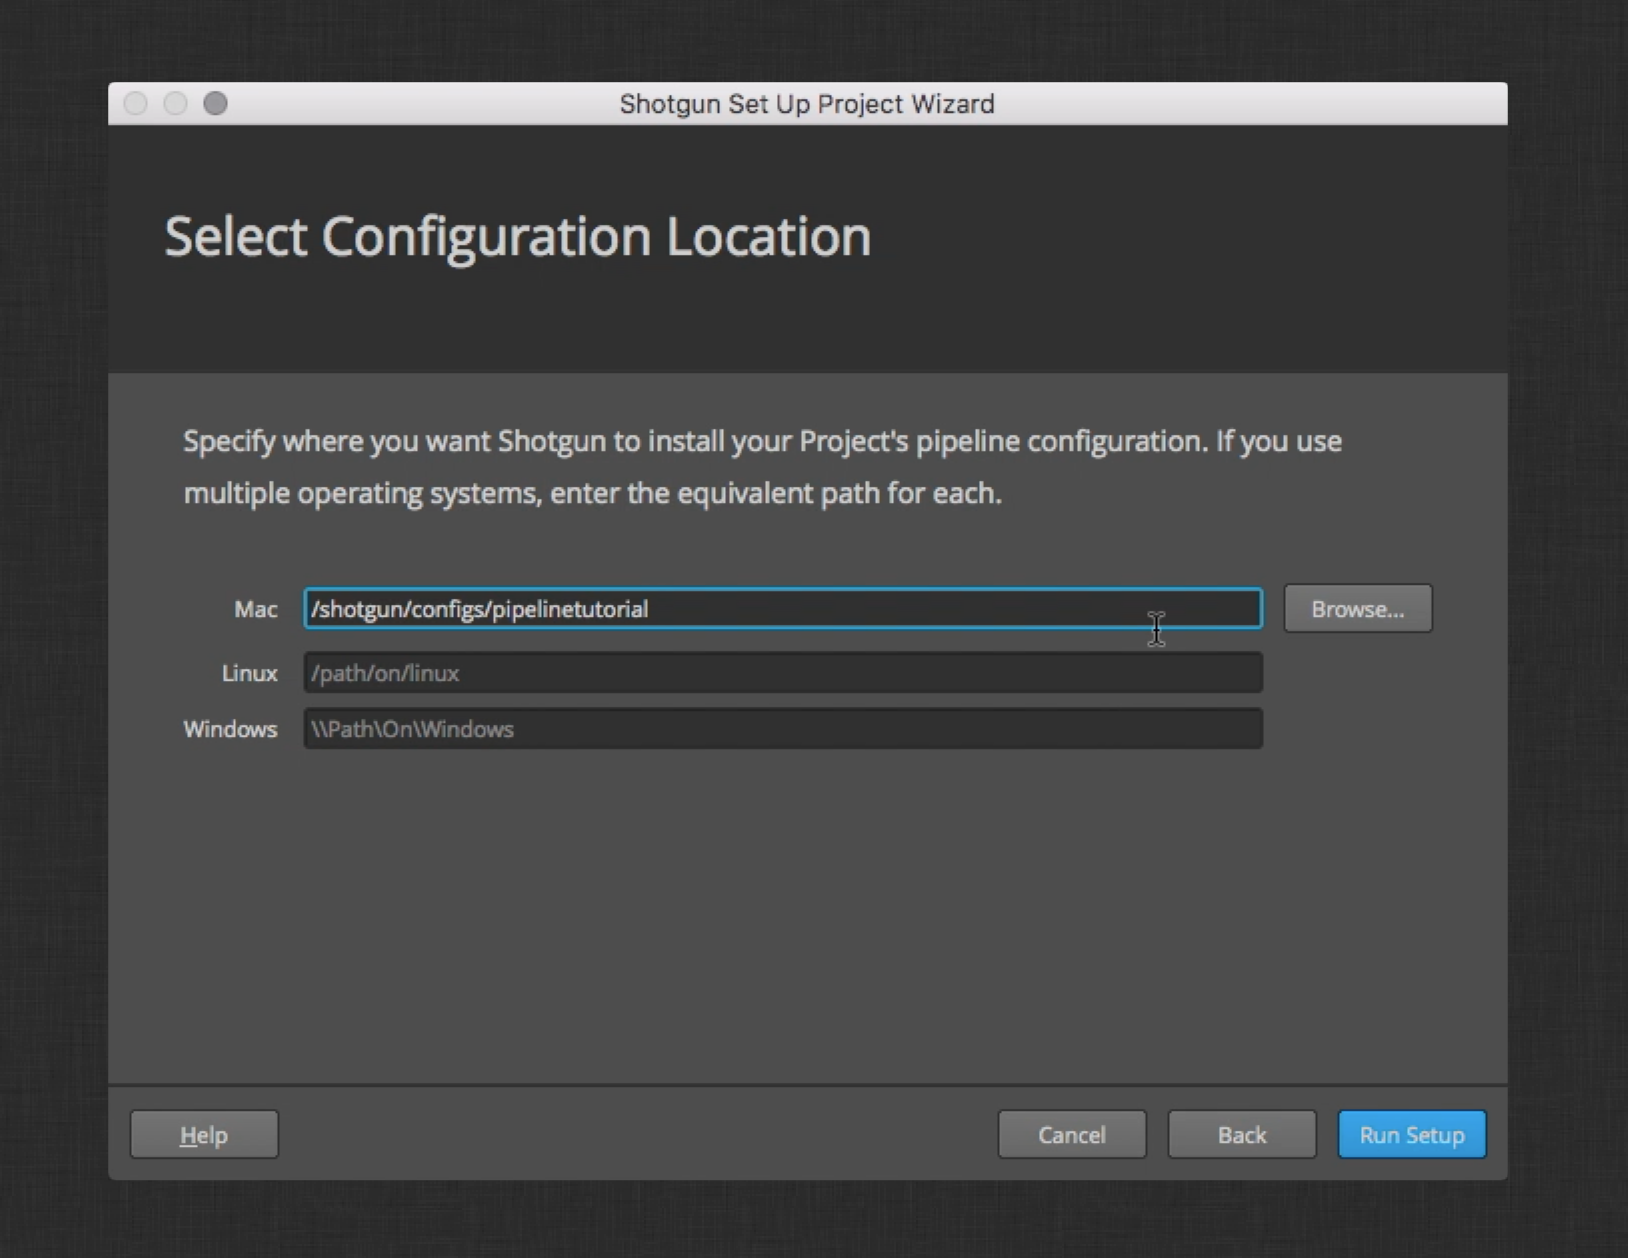 Shotgun Set Up Project Wizard
Select Configuration Location
Specify where you want Shotgun to install your Project's pipeline configuration. If you use
multiple operating systems, enter the equivalent path for each.
Mac /shotgun/configs/pipelinetutorial Browse...
Linux /path/on/linux
Windows \\Path\On\Windows
Help Cancel Back Run Setup